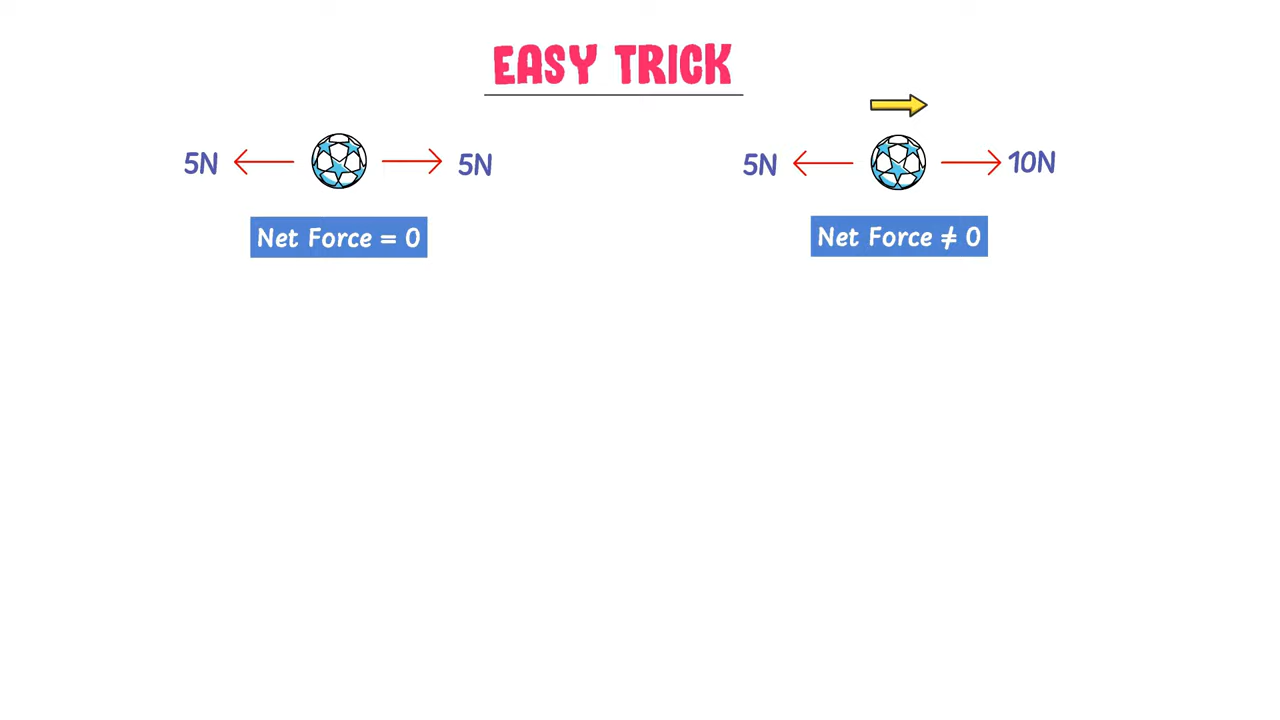 EASY TRICK
5N 5N 5N 10N
Net Force = 0 Net Force ≠ 0